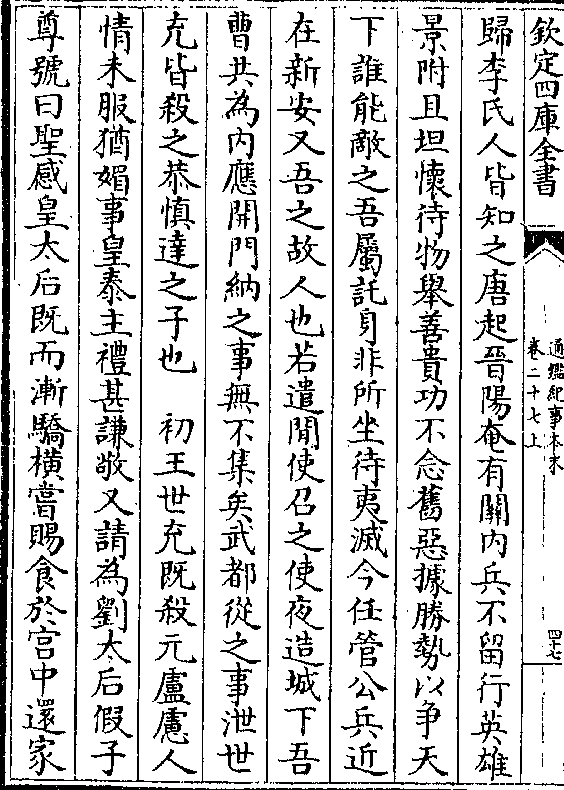 欽定四庫全書
通鑑紀事本末
卷二十七上
四十七
歸李氏人皆知之唐起晉陽奄有關内兵不留行英雄
景附且坦懷待物舉善貴功不念舊惡據勝勢以争天
下誰能敵之吾屬託身非所坐待夷滅今任管公兵近
在新安又吾之故人也若遣間使召之使夜造城下吾
曹共為内應開門納之事無不集矣武都從之事泄世
充皆殺之恭慎達之子也 初王世充既殺元盧慮人
情未服猶媚事皇泰主禮甚謙敬又請為劉太后假子
尊號曰聖感皇太后既而漸驕橫嘗賜食於宫中還家